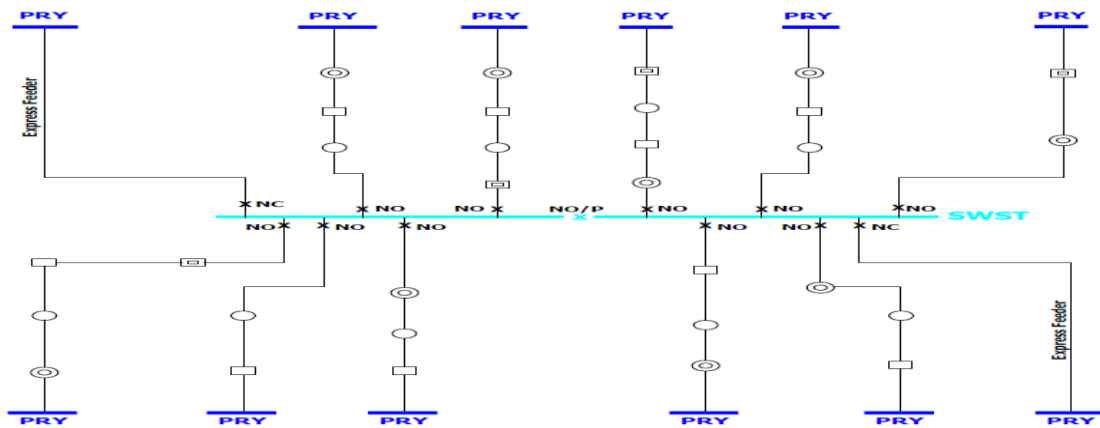 PRY PRY PRY PRY PRY PRY
Express Feeder
NC NO NO NO/P NO NO NO
SWST
NO NO NO NO NO NC
Express Feeder
PRY PRY PRY PRY PRY PRY